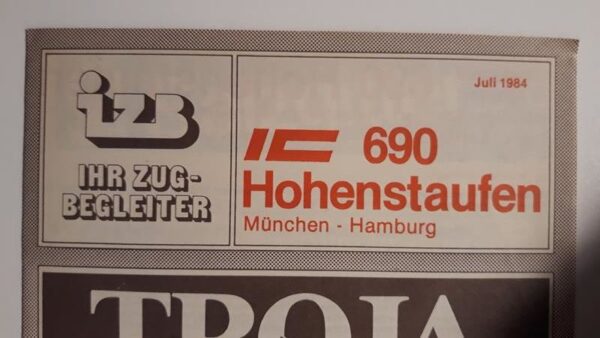 izb
IHR ZUG-
BEGLEITER
Juli 1984
IC 690
Hohenstaufen
München - Hamburg
TROJA